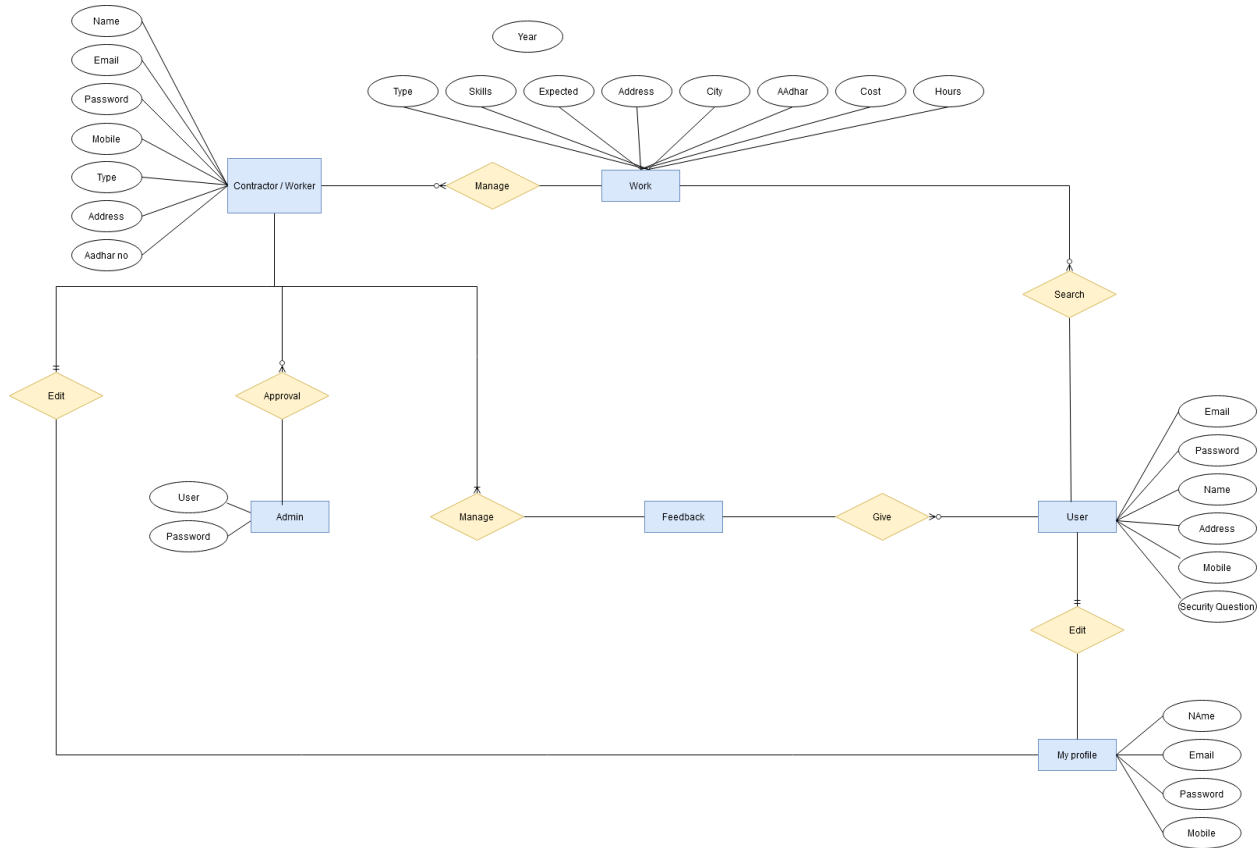 Name
Year
Email
Type
Skills
Expected
Address
City
AAdhar
Cost
Hours
Password
Mobile
Type
Contractor / Worker
Manage
Work
Address
Aadhar no
Search
Edit
Approval
Email
Password
User
Name
Admin
Manage
Feedback
Give
User
Address
Password
Mobile
Security Question
Edit
NAme
My profile
Email
Password
Mobile